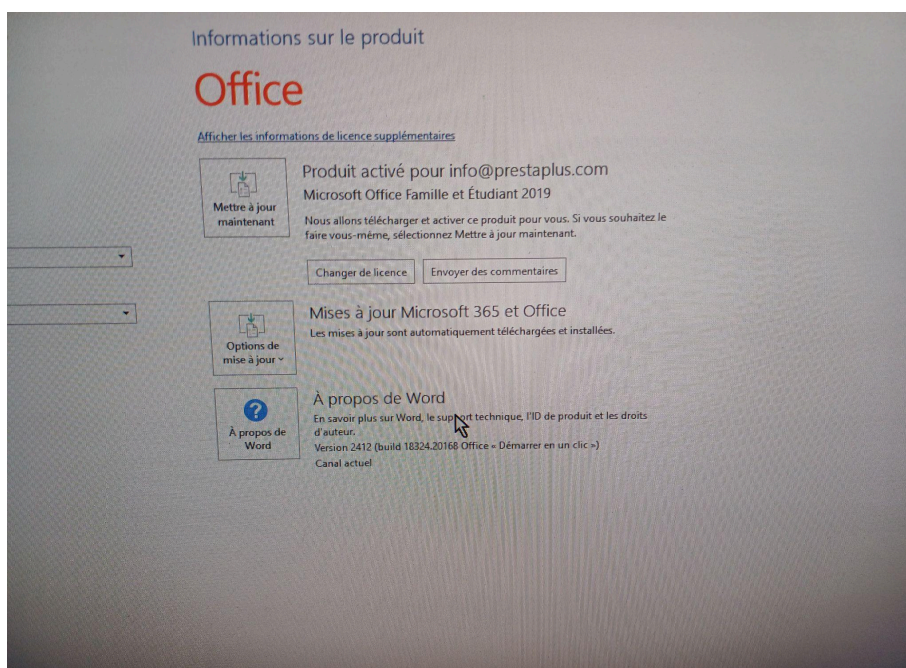 Informations sur le produit
Office
Afficher les informations de licence supplémentaires
Mettre à jour
maintenant
Produit activé pour info@prestaplus.com
Microsoft Office Famille et Étudiant 2019
Nous allons télécharger et activer ce produit pour vous. Si vous souhaitez le
faire vous-même, sélectionnez Mettre à jour maintenant.
Changer de licence
Envoyer des commentaires
Options de
mise à jour
Mises à jour Microsoft 365 et Office
Les mises à jour sont automatiquement téléchargées et installées.
À propos de
Word
À propos de Word
En savoir plus sur Word, le support technique, l'ID de produit et les droits
d'auteur.
Version 2412 (build 18324.20168 Office « Démarrer en un clic »)
Canal actuel